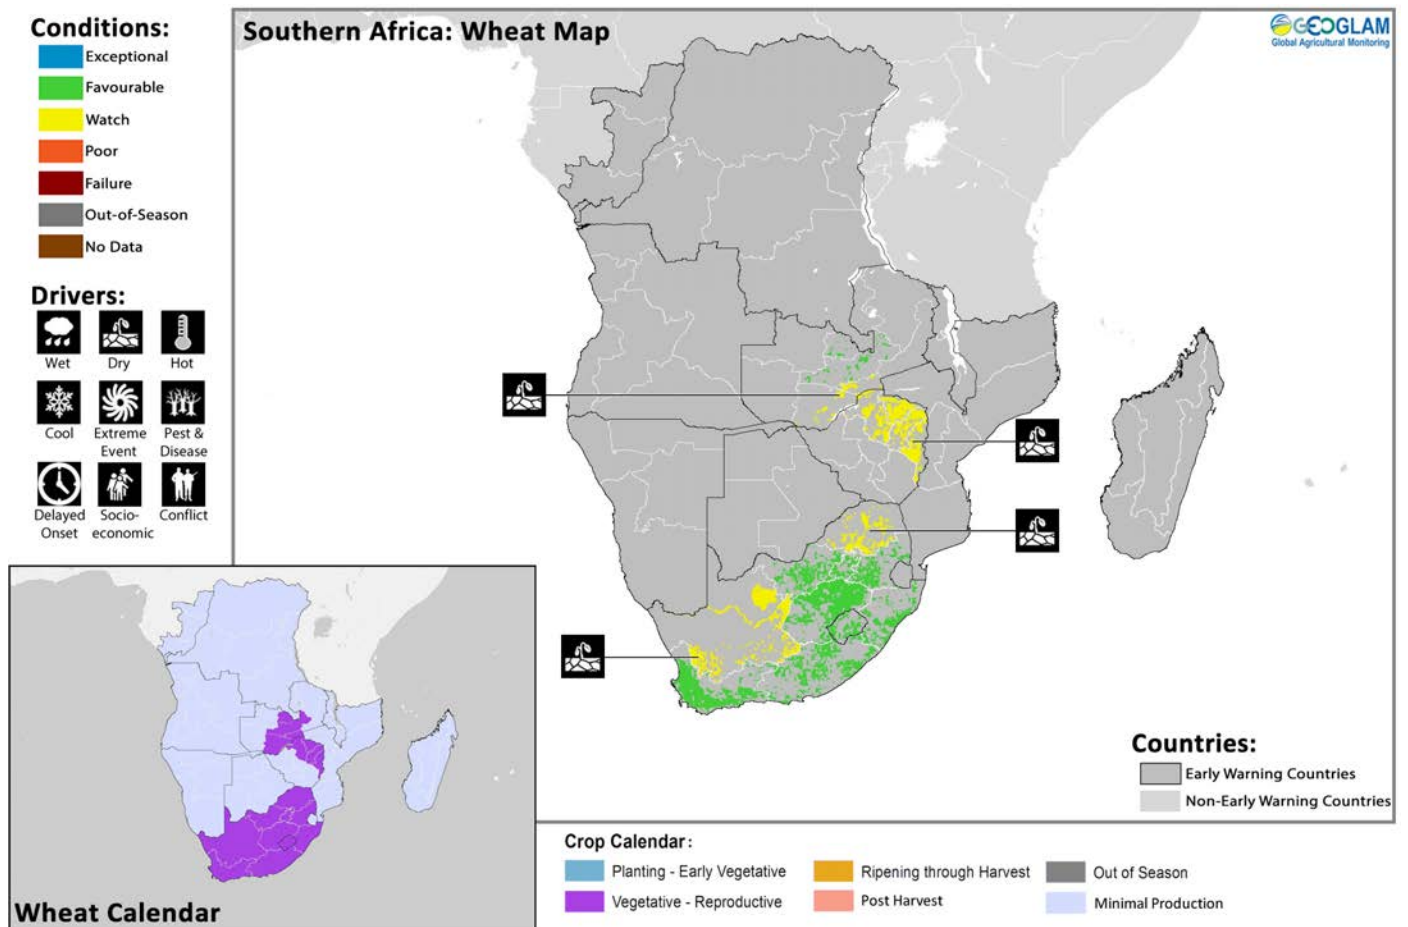 Conditions:
Exceptional
Favourable
Watch
Poor
Failure
Out-of-Season
No Data
Drivers:
Wet
Dry
Hot
Cool
Extreme
Event
Pest &
Disease
Delayed
Onset
Socio-
economic
Conflict
Southern Africa: Wheat Map
GEOGLAM
Global Agricultural Monitoring
Countries:
Early Warning Countries
Non-Early Warning Countries
Wheat Calendar
Crop Calendar:
Planting - Early Vegetative
Ripening through Harvest
Out of Season
Vegetative - Reproductive
Post Harvest
Minimal Production